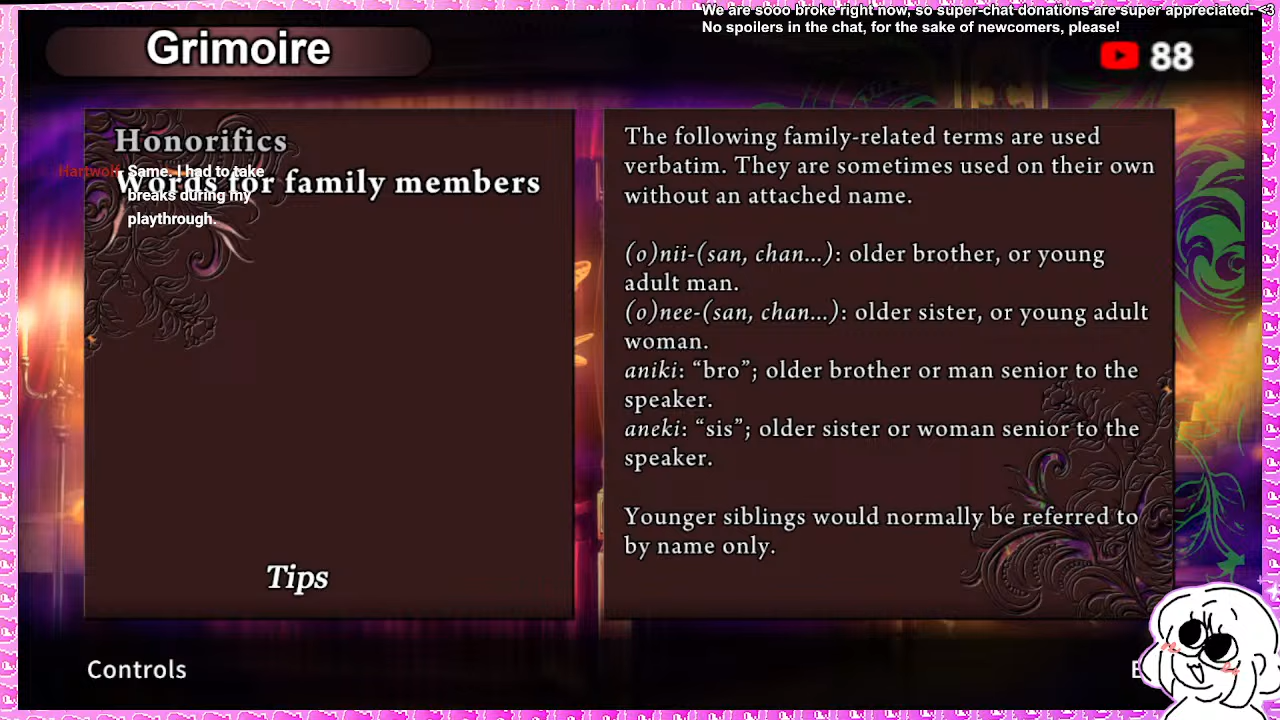 We are sooo broke right now, so super-chat donations are super appreciated. <3
No spoilers in the chat, for the sake of newcomers, please!
Grimoire
88
Honorifics
Words for family members
Hartwolf Same. I had to take
breaks during my
playthrough.
Tips
The following family-related terms are used
verbatim. They are sometimes used on their own
without an attached name.
(o)nii-(san, chan...): older brother, or young
adult man.
(o)nee-(san, chan...): older sister, or young adult
woman.
aniki: “bro”; older brother or man senior to the
speaker.
aneki: “sis”; older sister or woman senior to the
speaker.
Younger siblings would normally be referred to
by name only.
Controls